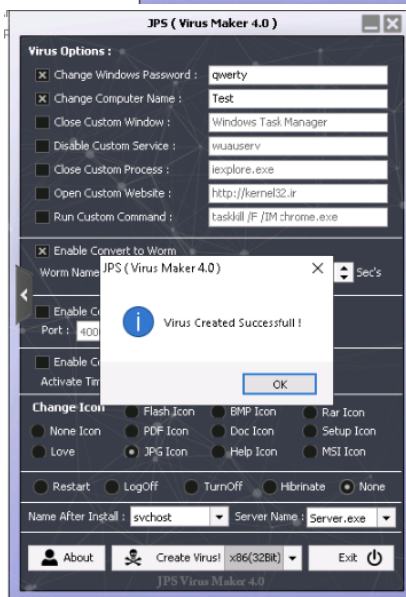 JPS ( Virus Maker 4.0 )
Virus Options :
Change Windows Password : qwerty
Change Computer Name : Test
Close Custom Window : Windows Task Manager
Disable Custom Service : wuauserv
Close Custom Process : iexplore.exe
Open Custom Website : http://kernel32.ir
Run Custom Command : taskkill /F /IM chrome.exe
Enable Convert to Worm
Worm Name Sec's
JPS ( Virus Maker 4.0 )
Virus Created Successfull !
OK
Enable
Port :
Enable
Activate
Change Icon
Flash Icon BMP Icon Rar Icon
None Icon PDF Icon Doc Icon Setup Icon
Love JPG Icon Help Icon MSI Icon
Restart LogOff TurnOff Hibrinate None
Name After Install : svchost Server Name : Server.exe
About Create Virus! x86(32Bit) Exit
JPS Virus Maker 4.0